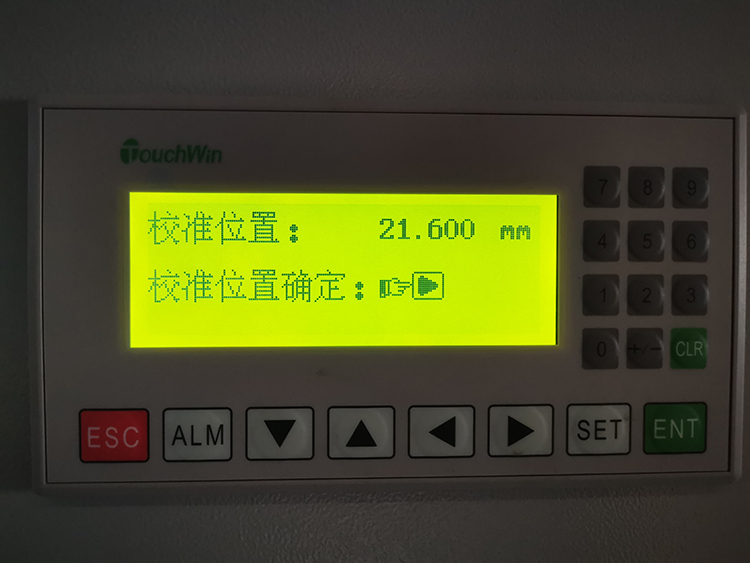 TouchWin
校准位置: 21.600 mm
校准位置确定:
7 8 9
4 5 6
1 2 3
0 +/- CLR
ESC ALM SET ENT